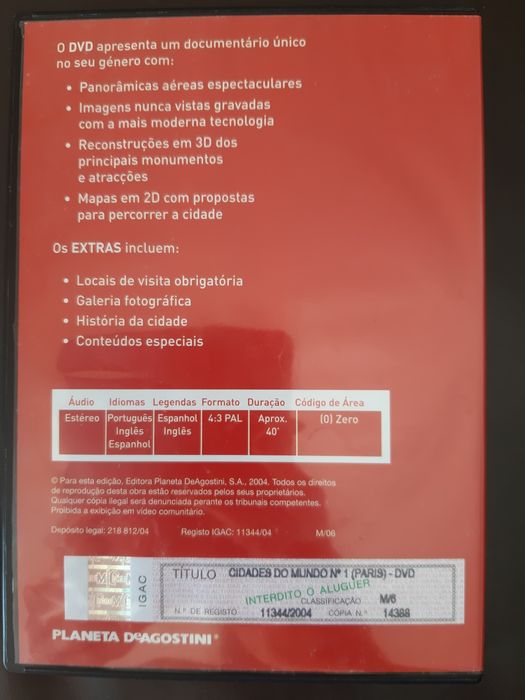 O DVD apresenta um documentário único
no seu género com:
• Panorâmicas aéreas espectaculares
• Imagens nunca vistas gravadas
com a mais moderna tecnologia
• Reconstruções em 3D dos
principais monumentos
e atracções
• Mapas em 2D com propostas
para percorrer a cidade
Os EXTRAS incluem:
• Locais de visita obrigatória
• Galeria fotográfica
• História da cidade
• Conteúdos especiais
Áudio Idiomas Legendas Formato Duração Código de Área
Estéreo Português Espanhol 4:3 PAL Aprox. (0) Zero
Inglês Inglês 40'
Espanhol
© Para esta edição, Editora Planeta DeAgostini, S.A., 2004. Todos os direitos
de reprodução desta obra estão reservados pelos seus proprietários.
Qualquer cópia ilegal será denunciada perante os tribunais competentes.
Proibida a exibição em vídeo comunitário.
Depósito legal: 218 812/04 Registo IGAC: 11344/04 M/06
IGAC
TÍTULO CIDADES DO MUNDO Nº 1 (PARIS) - DVD
INTERDITO O ALUGUER
CLASSIFICAÇÃO M/6
N.º DE REGISTO 11344/2004 CÓPIA N.º 14388
PLANETA DeAGOSTINI